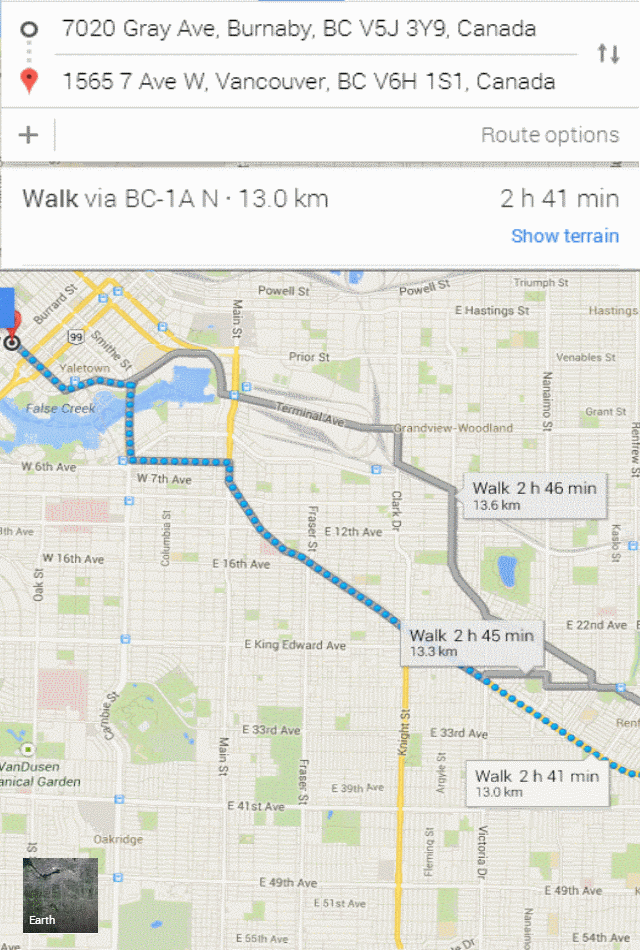 7020 Gray Ave, Burnaby, BC V5J 3Y9, Canada
1565 7 Ave W, Vancouver, BC V6H 1S1, Canada
+ Route options
Walk via BC-1A N · 13.0 km 2 h 41 min
Show terrain
Powell St
Powell St
Triumph St
Burrard St
Main St
E Hastings St
Hastings
99
Smithe St
Prior St
Venables St
Yaletown
Nanaimo St
False Creek
Terminal Ave
Grant St
Grandview-Woodland
Renfrew St
W 6th Ave
W 7th Ave
Walk 2 h 46 min
13.6 km
Clark Dr
Columbia St
Fraser St
E 12th Ave
Kaslo St
W 16th Ave
E 16th Ave
Oak St
Walk 2 h 45 min
13.3 km
E 22nd Ave
E King Edward Ave
Cambie St
Knight St
Renf
E 33rd Ave
E 33rd Ave
VanDusen
anical Garden
Main St
Fraser St
Argyle St
Walk 2 h 41 min
13.0 km
E 39th Ave
E 41st Ave
Oakridge
Fleming St
Victoria Dr
St
E 49th Ave
E 49th Ave
E 51st Ave
Nanaimo
Earth
E 55th Ave
E 54th Ave